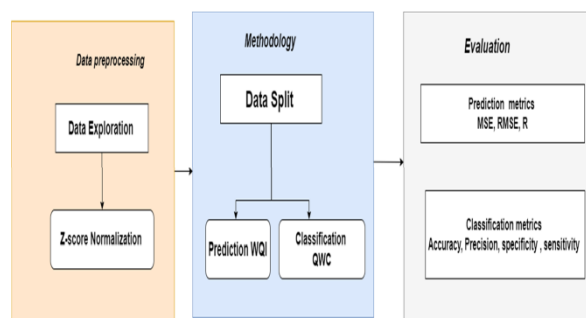 Data preprocessing
Data Exploration
Z-score Normalization
Methodology
Data Split
Prediction WQI
Classification
QWC
Evaluation
Prediction metrics
MSE, RMSE, R
Classification metrics
Accuracy, Precision, specificity , sensitivity